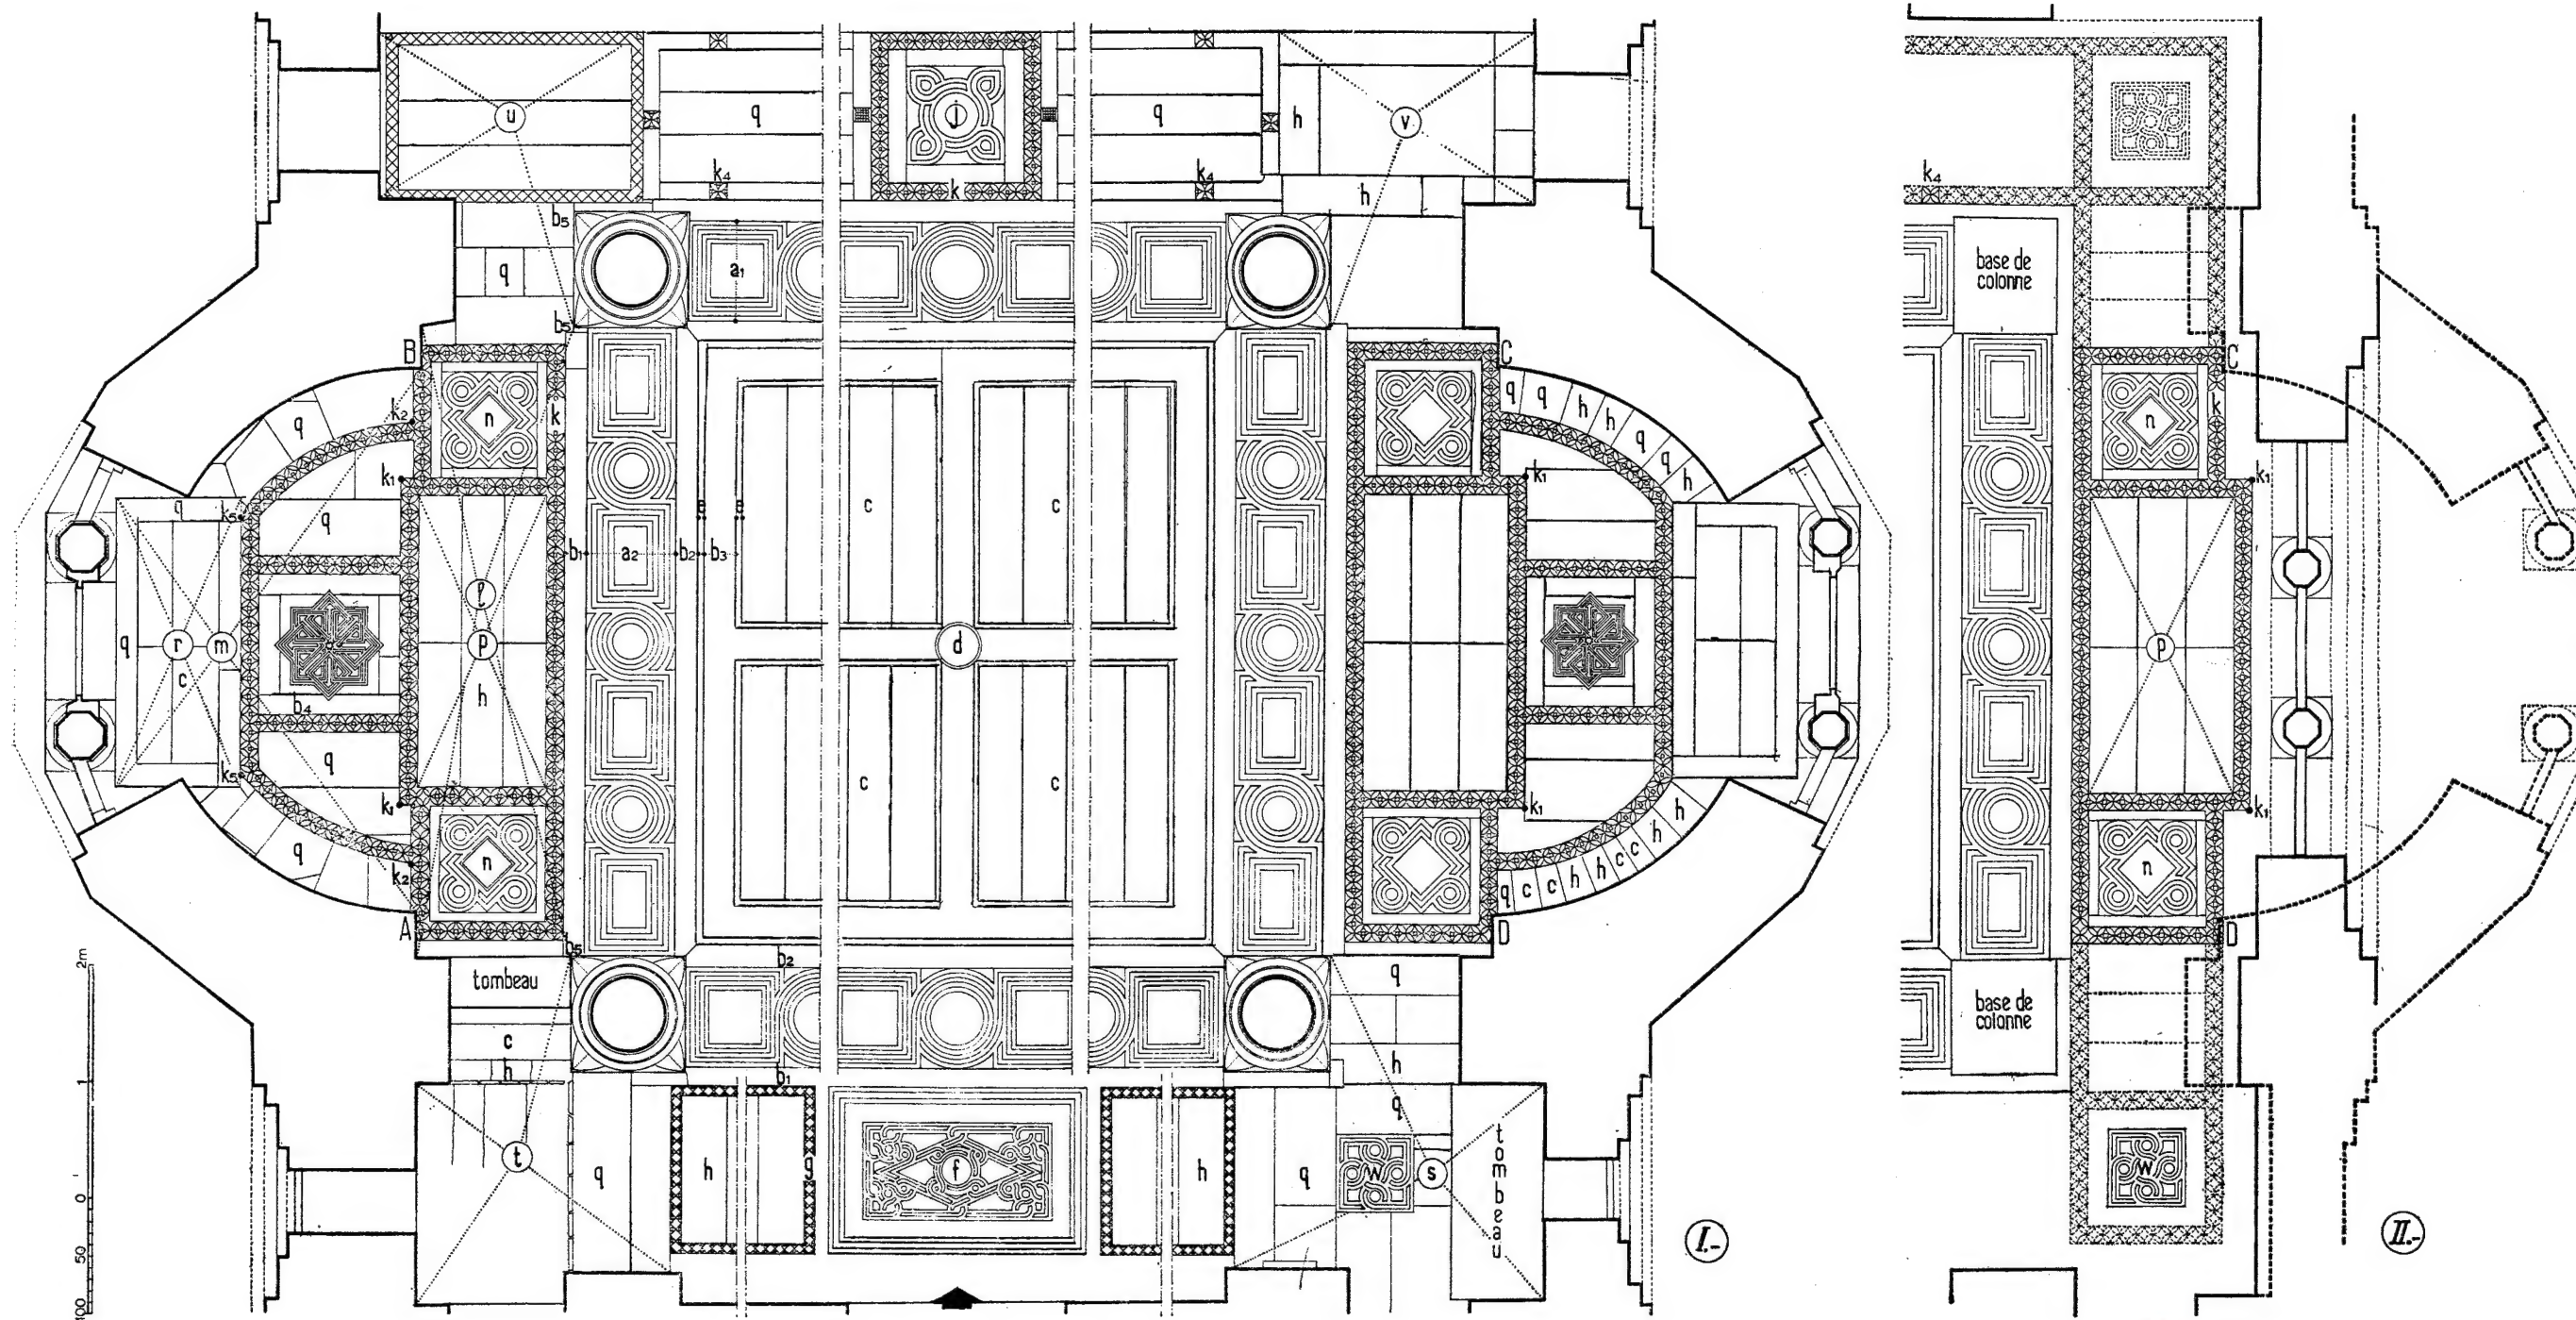 u
q
j
q
h
v
k₄
k
k₄
h
k₄
b₅
q
a₁
base de
colonne
b₅
B
C
C
k₂
q
n
k
q
q
h
h
q
q
h
n
k
k₁
k₁
k₁
q
k₅
q
e
e
c
c
b₁
a₂
b₂
b₃
l
q
r
m
p
d
p
c
h
b₄
q
k₅
k₁
c
c
k₁
k₁
q
n
k₂
h
h
c
c
h
h
c
c
q
n
A
D
D
b₅
2m
tombeau
b₂
q
base de
colonne
c
h
h
1
b₁
q
t
q
h
g
f
h
q
w
s
tombeau
w
0
50
100
I.-
II.-